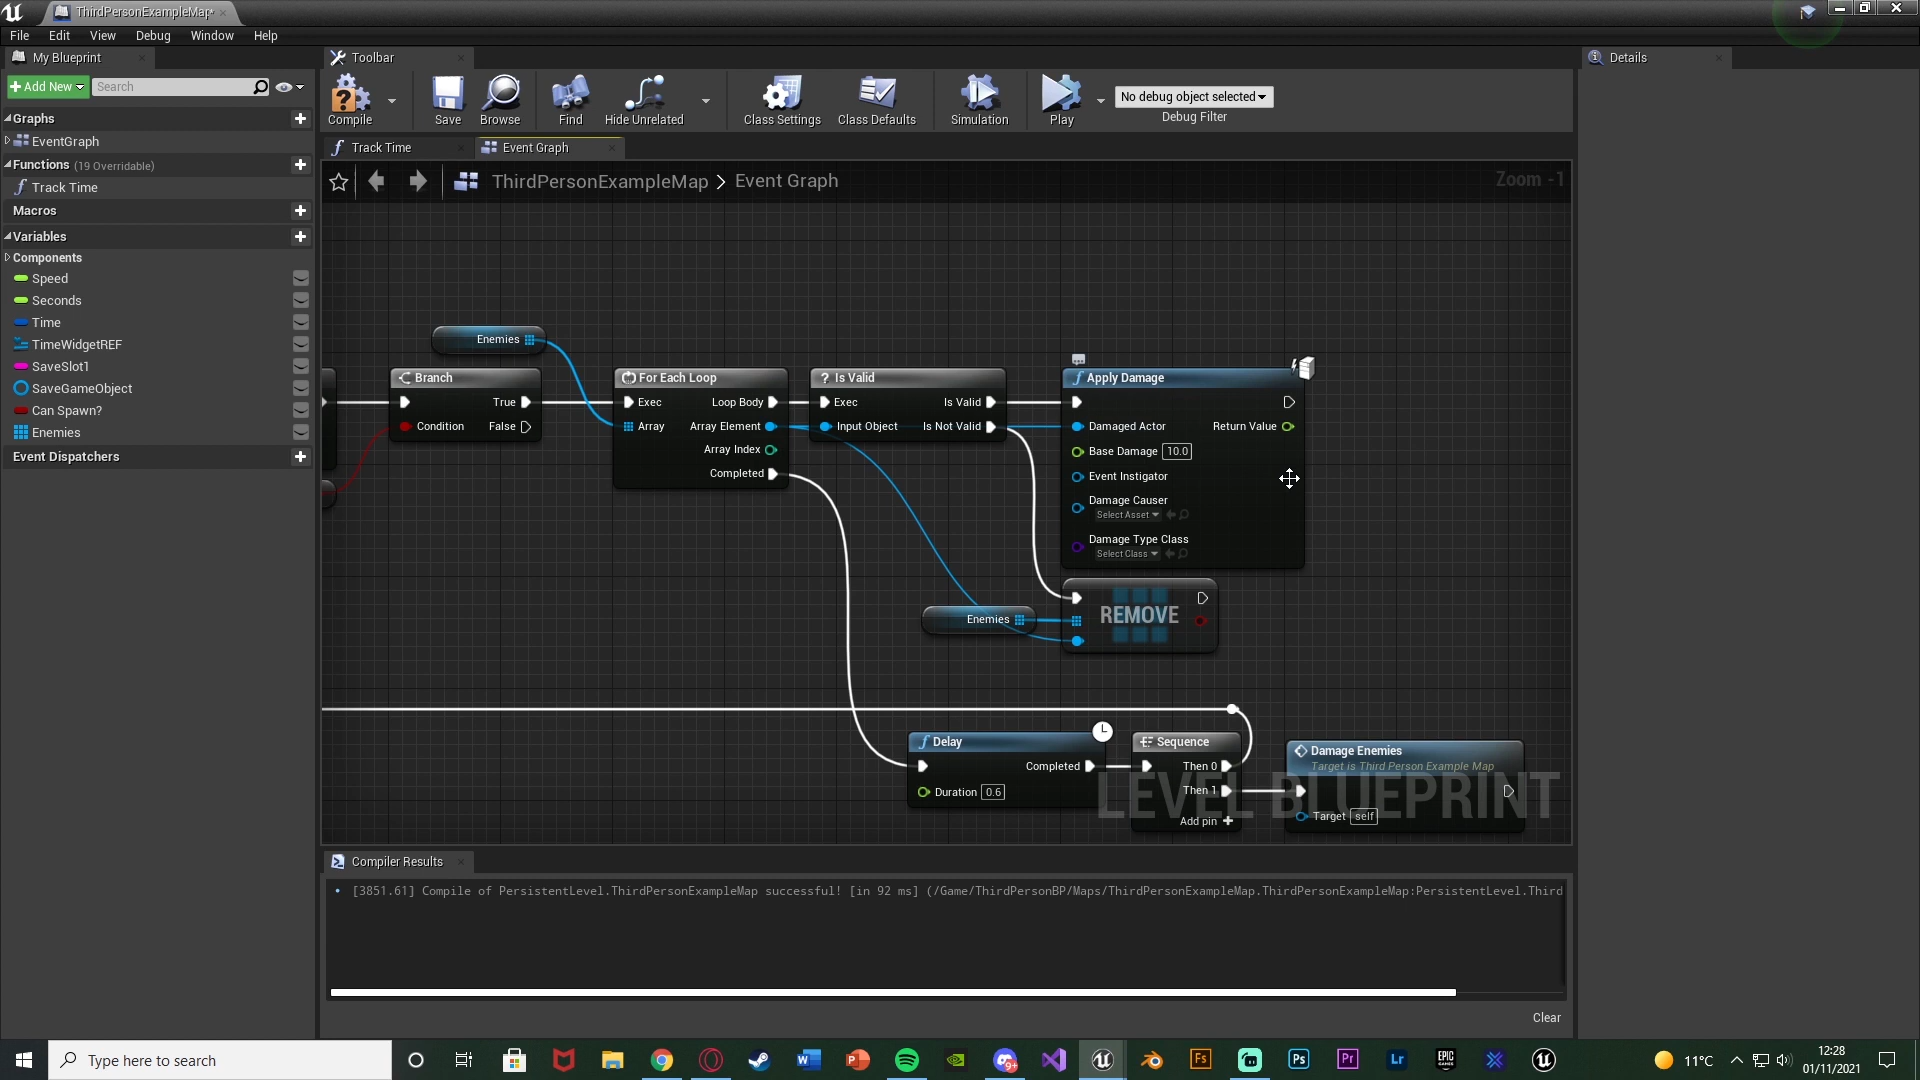 ThirdPersonExampleMap*
File Edit View Debug Window Help
My Blueprint
Toolbar
Details
Add New
Search
Compile
Save
Browse
Find
Hide Unrelated
Class Settings
Class Defaults
Simulation
Play
No debug object selected
Debug Filter
Graphs
EventGraph
Functions (19 Overridable)
Track Time
Macros
Variables
Components
Speed
Seconds
Time
TimeWidgetREF
SaveSlot1
SaveGameObject
Can Spawn?
Enemies
Event Dispatchers
Track Time
Event Graph
ThirdPersonExampleMap > Event Graph
Zoom -1
Enemies
Branch
True
Condition
False
For Each Loop
Exec
Loop Body
Array
Array Element
Array Index
Completed
? Is Valid
Exec
Is Valid
Input Object
Is Not Valid
Apply Damage
Damaged Actor
Return Value
Base Damage 10.0
Event Instigator
Damage Causer
Select Asset
Damage Type Class
Select Class
Enemies
REMOVE
Delay
Completed
Duration 0.6
Sequence
Then 0
Then 1
Add pin +
Damage Enemies
Target is Third Person Example Map
Target self
LEVEL BLUEPRINT
Compiler Results
[3851.61] Compile of PersistentLevel.ThirdPersonExampleMap successful! [in 92 ms] (/Game/ThirdPersonBP/Maps/ThirdPersonExampleMap.ThirdPersonExampleMap:PersistentLevel.Third
Clear
Type here to search
W
P
9+
Fs
Ps
Pr
Lr
EPIC GAMES
11°C
12:28
01/11/2021